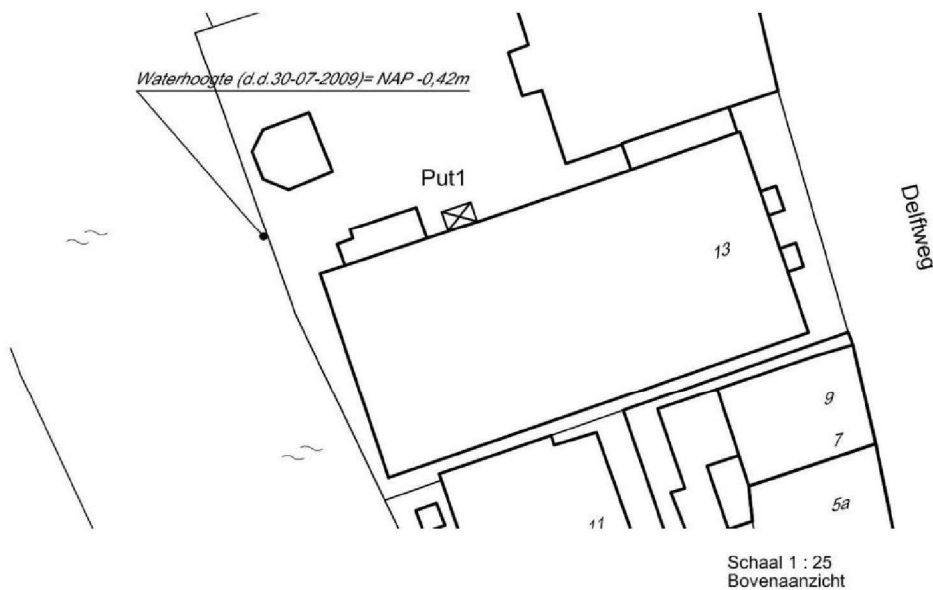 Waterhoogte (d.d.30-07-2009)= NAP -0,42m
Put1
Delftweg
13
9
7
5a
11
Schaal 1 : 25
Bovenaanzicht